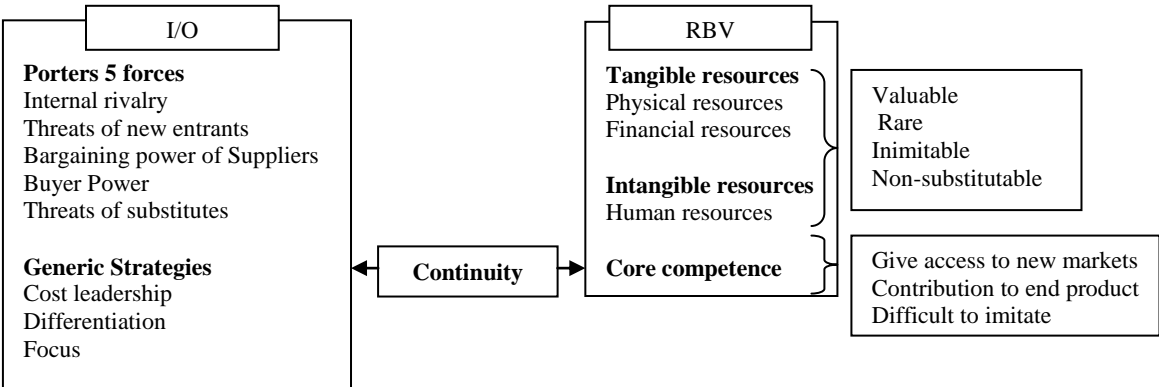 I/O
Porters 5 forces
Internal rivalry
Threats of new entrants
Bargaining power of Suppliers
Buyer Power
Threats of substitutes
Generic Strategies
Cost leadership
Differentiation
Focus
Continuity
RBV
Tangible resources
Physical resources
Financial resources
Intangible resources
Human resources
Core competence
Valuable
Rare
Inimitable
Non-substitutable
Give access to new markets
Contribution to end product
Difficult to imitate